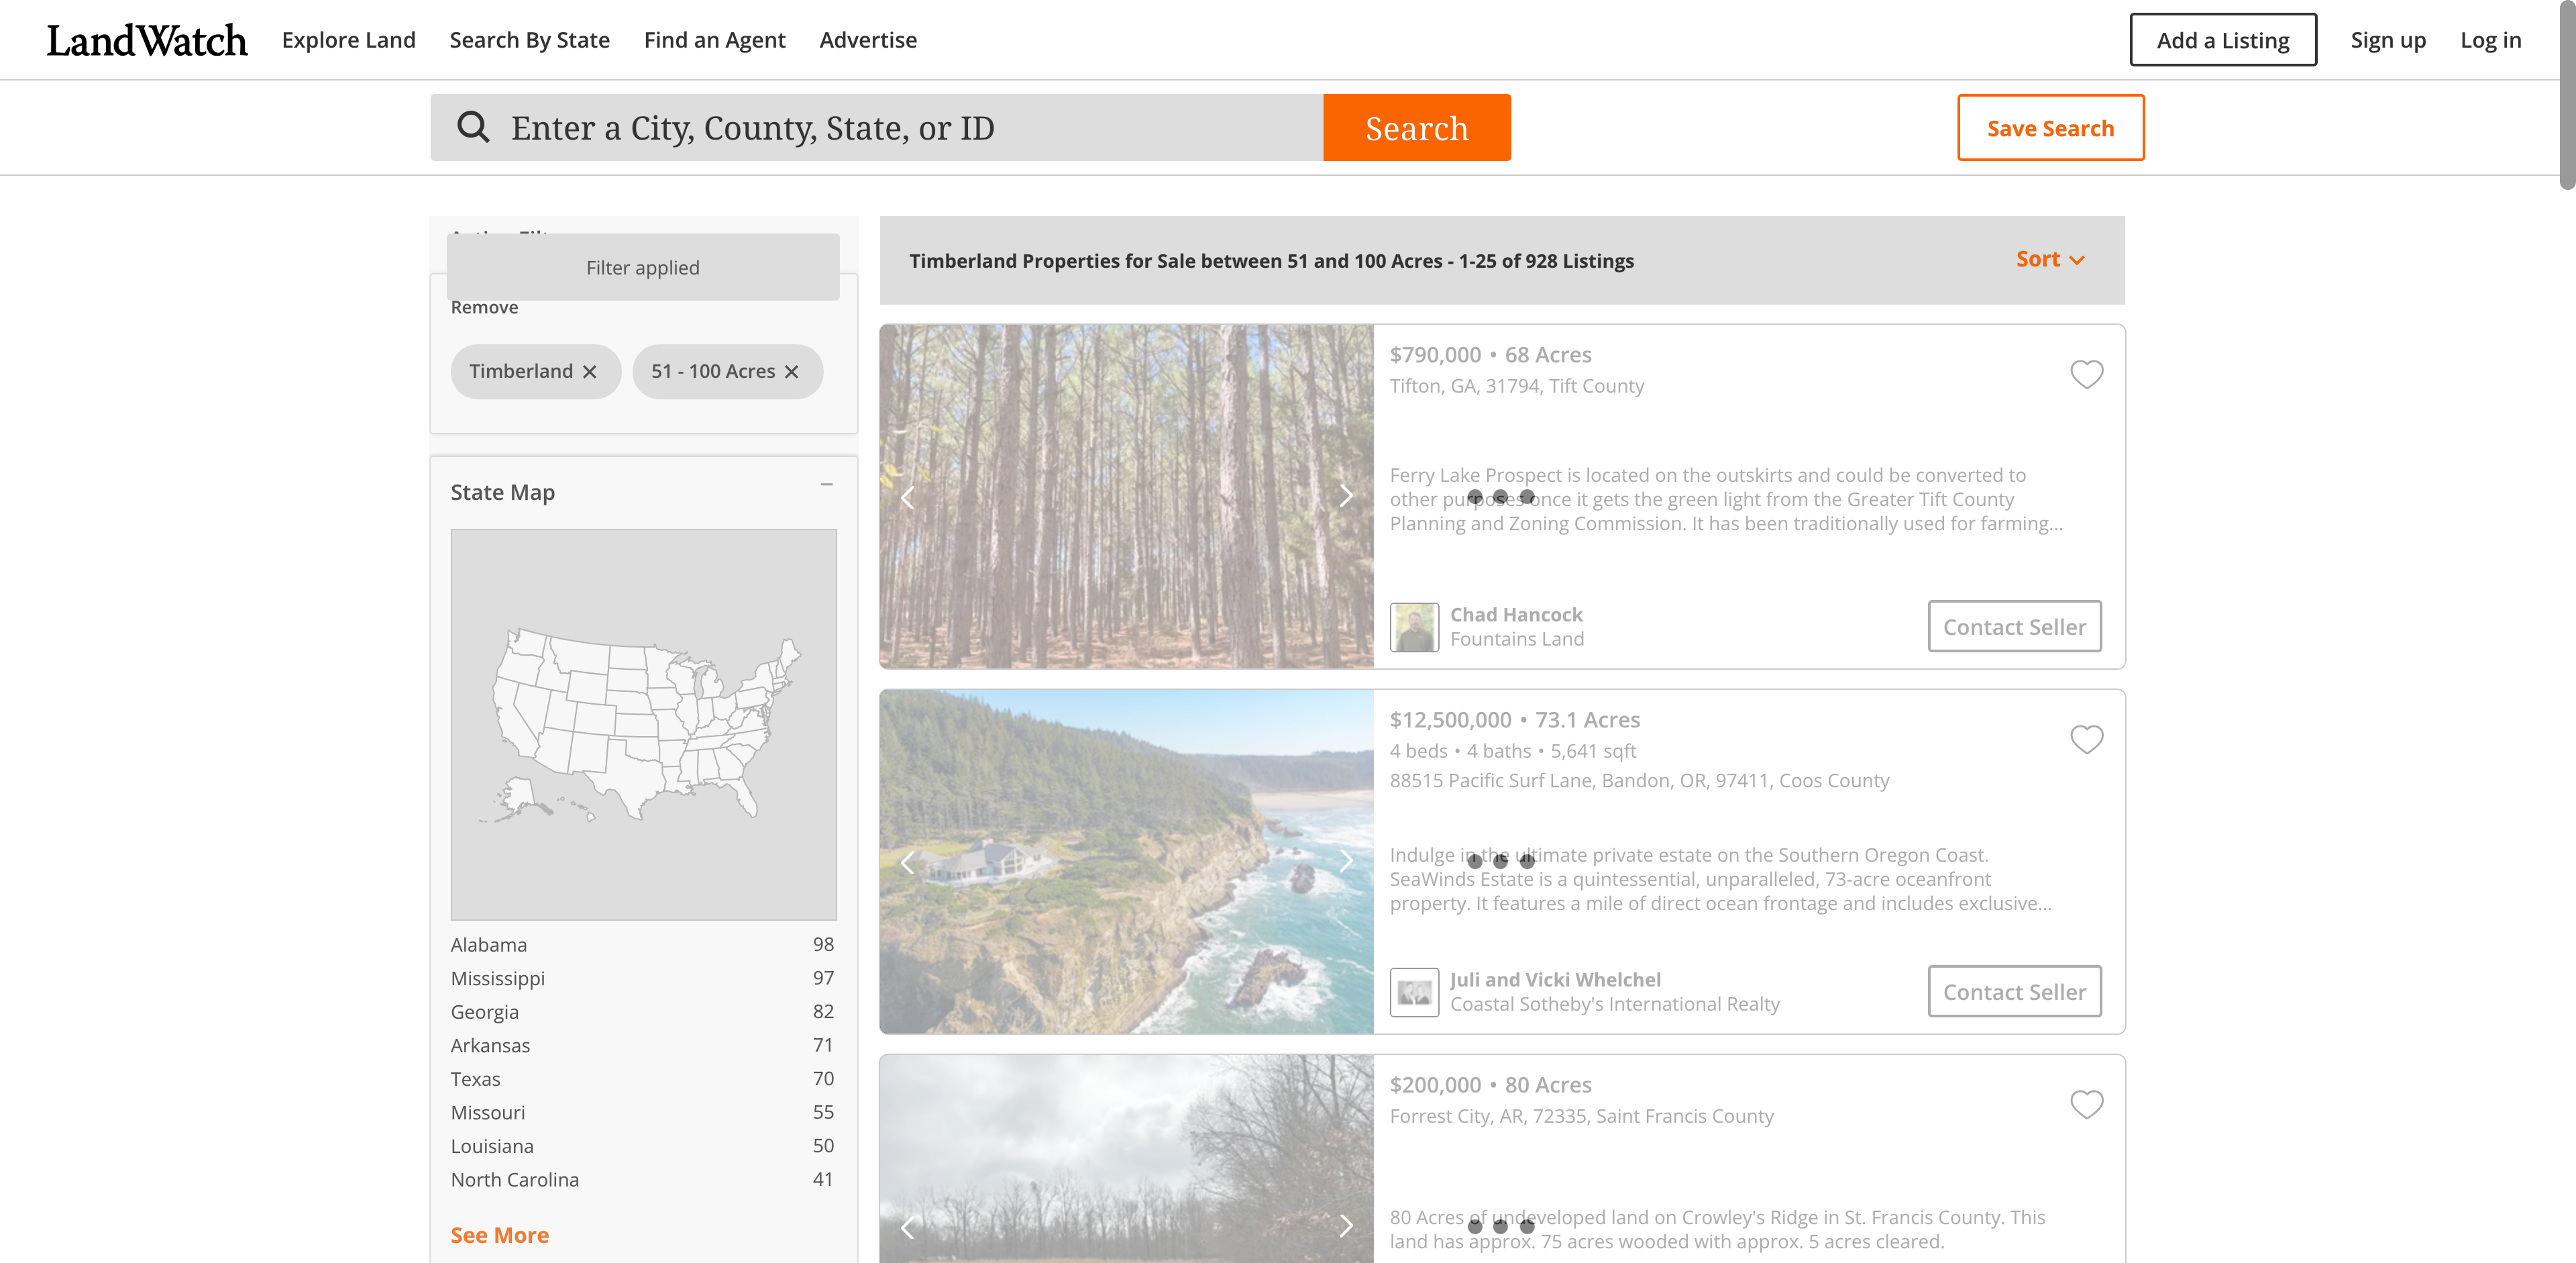 LandWatch
Explore Land
Search By State
Find an Agent
Advertise
Add a Listing
Sign up
Log in
Enter a City, County, State, or ID
Search
Save Search
Filter applied
Remove
Timberland
51 - 100 Acres
State Map
Alabama 98
Mississippi 97
Georgia 82
Arkansas 71
Texas 70
Missouri 55
Louisiana 50
North Carolina 41
See More
Timberland Properties for Sale between 51 and 100 Acres - 1-25 of 928 Listings
Sort
$790,000 • 68 Acres
Tifton, GA, 31794, Tift County
Ferry Lake Prospect is located on the outskirts and could be converted to
other purposes once it gets the green light from the Greater Tift County
Planning and Zoning Commission. It has been traditionally used for farming...
Chad Hancock
Fountains Land
Contact Seller
$12,500,000 • 73.1 Acres
4 beds • 4 baths • 5,641 sqft
88515 Pacific Surf Lane, Bandon, OR, 97411, Coos County
Indulge in the ultimate private estate on the Southern Oregon Coast.
SeaWinds Estate is a quintessential, unparalleled, 73-acre oceanfront
property. It features a mile of direct ocean frontage and includes exclusive...
Juli and Vicki Whelchel
Coastal Sotheby's International Realty
Contact Seller
$200,000 • 80 Acres
Forrest City, AR, 72335, Saint Francis County
80 Acres of undeveloped land on Crowley's Ridge in St. Francis County. This
land has approx. 75 acres wooded with approx. 5 acres cleared.